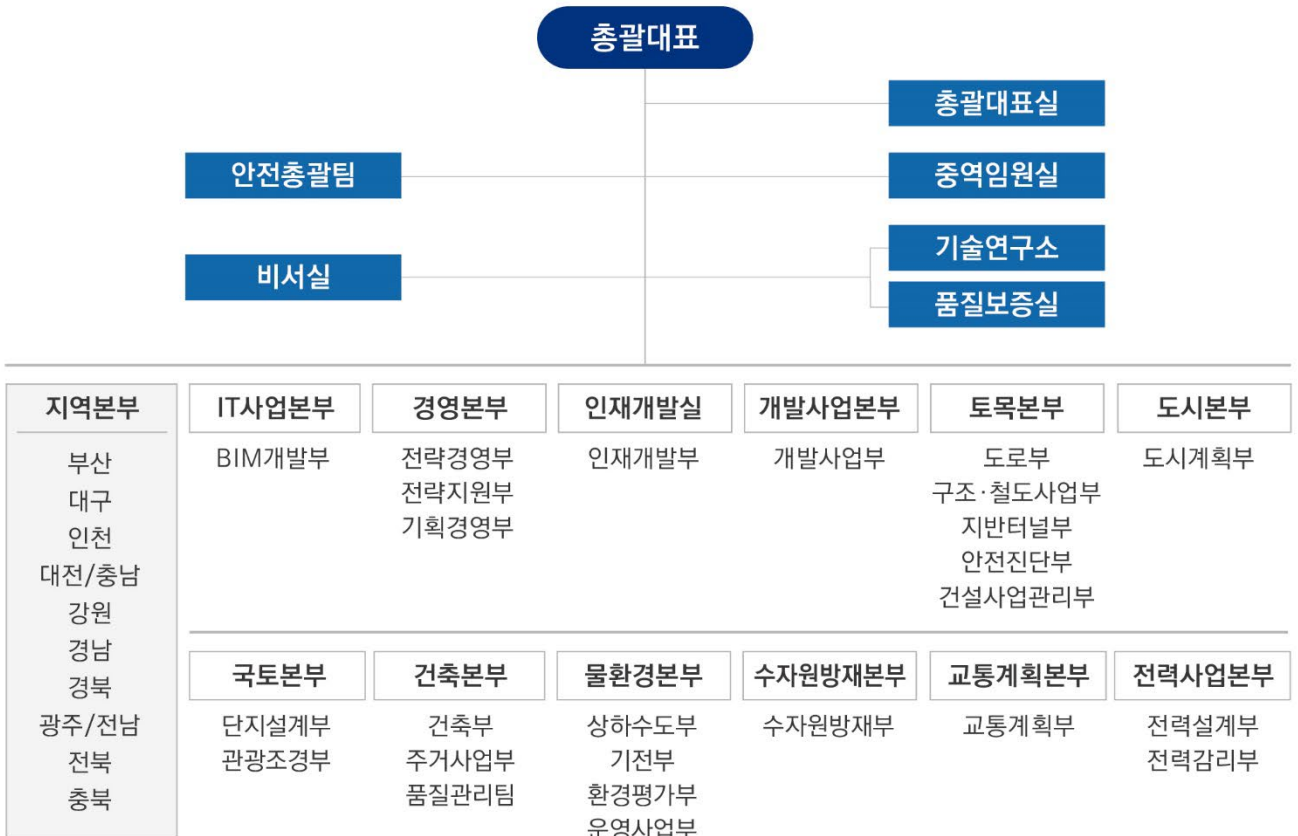 총괄대표
총괄대표실
안전총괄팀
중역임원실
기술연구소
비서실
품질보증실
지역본부
부산
대구
인천
대전/충남
강원
경남
경북
광주/전남
전북
충북
IT사업본부
BIM개발부
경영본부
전략경영부
전략지원부
기획경영부
인재개발실
인재개발부
개발사업본부
개발사업부
토목본부
도로부
구조·철도사업부
지반터널부
안전진단부
건설사업관리부
도시본부
도시계획부
국토본부
단지설계부
관광조경부
건축본부
건축부
주거사업부
품질관리팀
물환경본부
상하수도부
기전부
환경평가부
운영사업부
수자원방재본부
수자원방재부
교통계획본부
교통계획부
전력사업본부
전력설계부
전력감리부